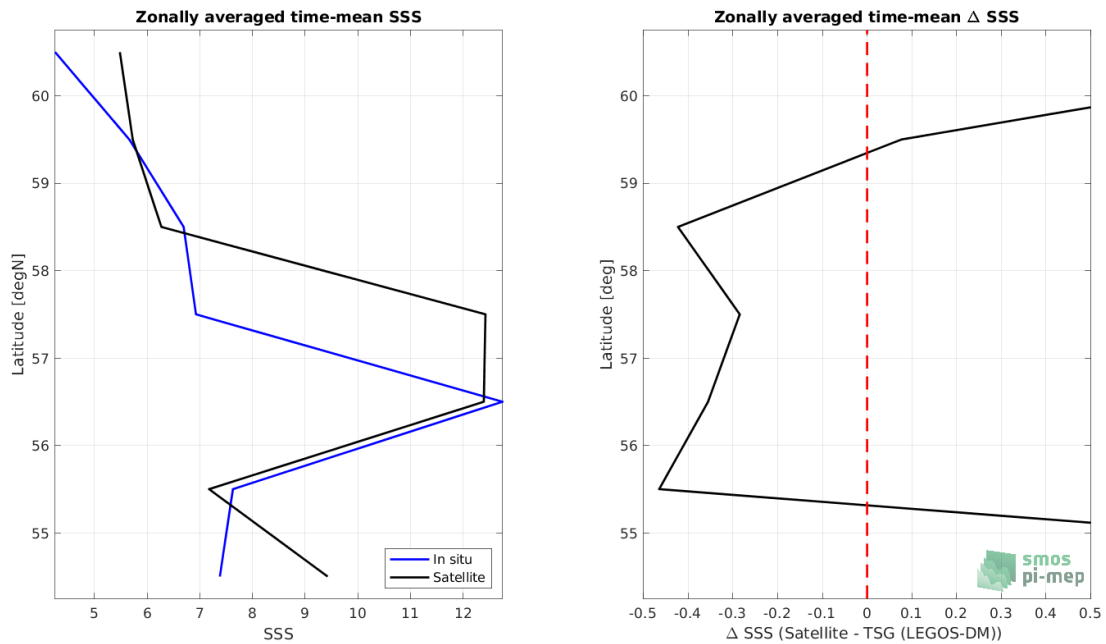 Zonally averaged time-mean SSS
60
59
58
57
56
55
Latitude [degN]
5 6 7 8 9 10 11 12
SSS
In situ
Satellite
Zonally averaged time-mean Δ SSS
60
59
58
57
56
55
Latitude [deg]
-0.5 -0.4 -0.3 -0.2 -0.1 0 0.1 0.2 0.3 0.4 0.5
Δ SSS (Satellite - TSG (LEGOS-DM))
smos
pi-mep